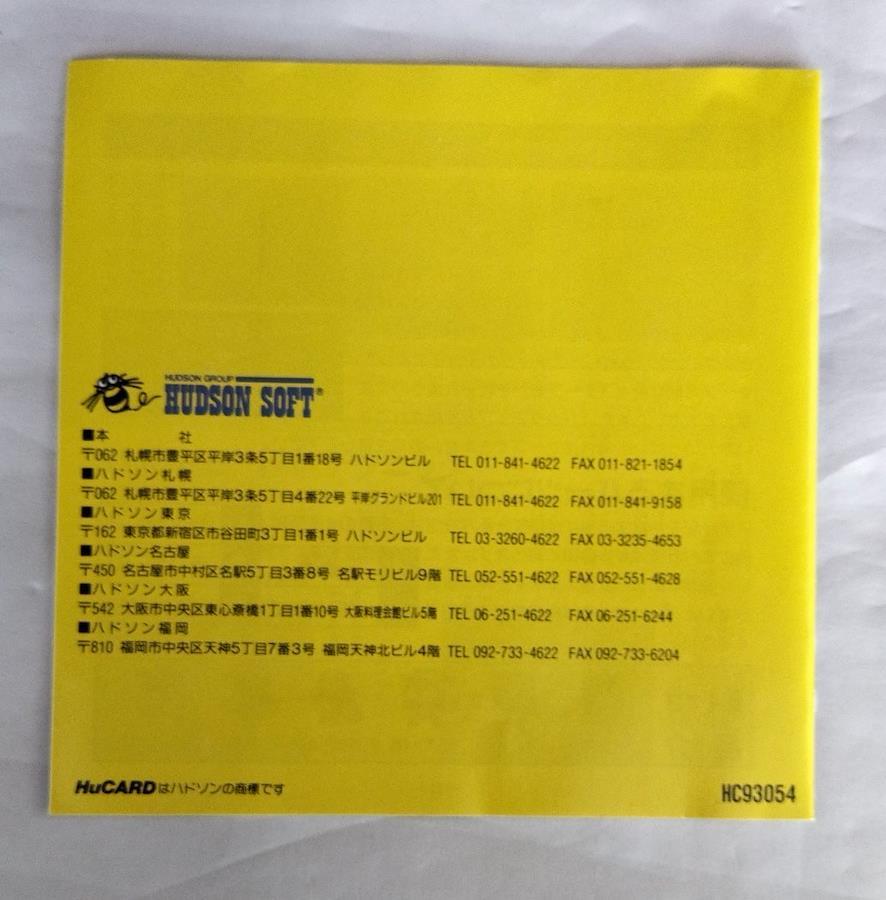 HUDSON GROUP
HUDSON SOFT®
■本 社
〒062 札幌市豊平区平岸3条5丁目1番18号 ハドソンビル TEL 011-841-4622 FAX 011-821-1854
■ハドソン札幌
〒062 札幌市豊平区平岸3条5丁目4番22号 平岸グランドビル201 TEL 011-841-4622 FAX 011-841-9158
■ハドソン東京
〒162 東京都新宿区市谷田町3丁目1番1号 ハドソンビル TEL 03-3260-4622 FAX 03-3235-4653
■ハドソン名古屋
〒450 名古屋市中村区名駅5丁目3番8号 名駅モリビル9階 TEL 052-551-4622 FAX 052-551-4628
■ハドソン大阪
〒542 大阪市中央区東心斎橋1丁目1番10号 大阪料理会館ビル5階 TEL 06-251-4622 FAX 06-251-6244
■ハドソン福岡
〒810 福岡市中央区天神5丁目7番3号 福岡天神北ビル4階 TEL 092-733-4622 FAX 092-733-6204
HuCARDはハドソンの商標です
HC93054